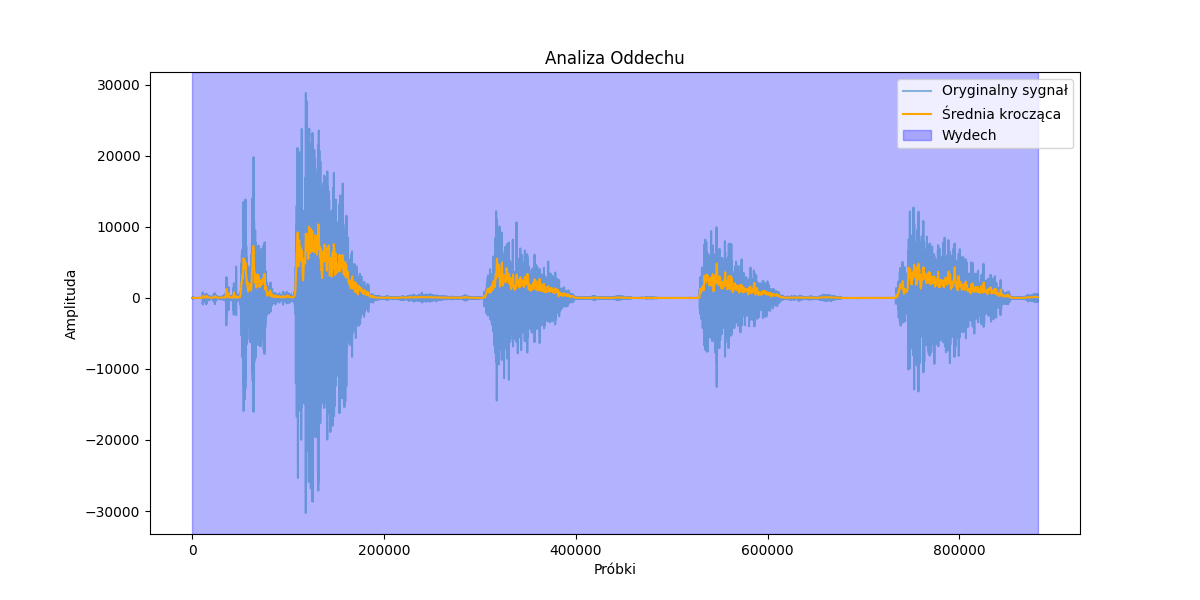 Analiza Oddechu
Oryginalny sygnał
Średnia krocząca
Wydech
Amplituda
30000
20000
10000
0
−10000
−20000
−30000
0
200000
400000
600000
800000
Próbki